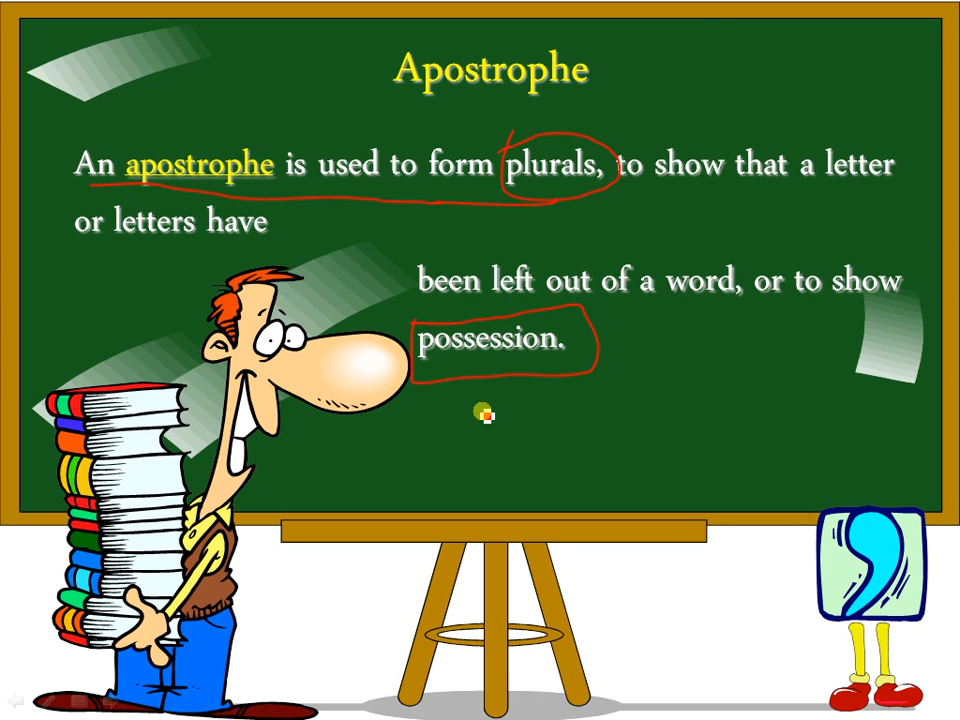 Apostrophe
An apostrophe is used to form plurals, to show that a letter
or letters have
been left out of a word, or to show
possession.